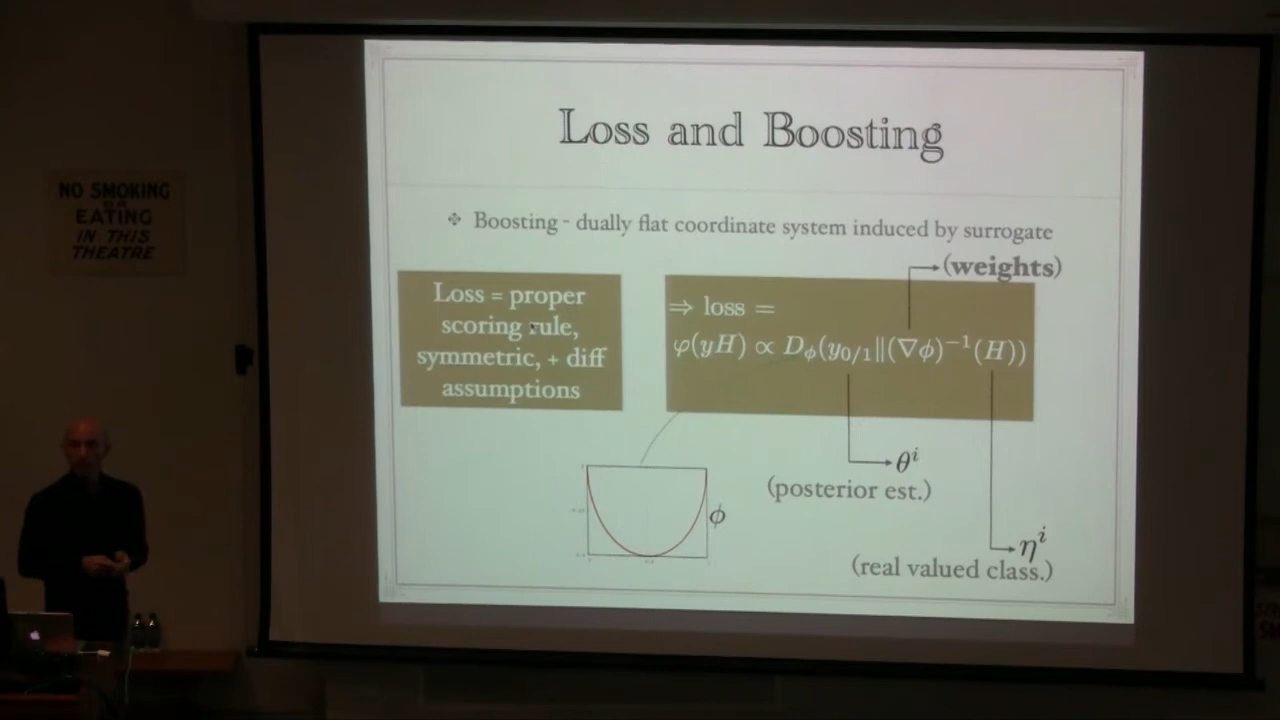 NO SMOKING
OR
EATING
IN THIS
THEATRE
Loss and Boosting
❖ Boosting - dually flat coordinate system induced by surrogate
(weights)
Loss = proper
scoring rule,
symmetric, + diff
assumptions
⇒ loss =
φ(yH) ∝ D_ϕ(y_{0/1}‖(∇ϕ)⁻¹(H))
θⁱ
(posterior est.)
ϕ
ηⁱ
(real valued class.)